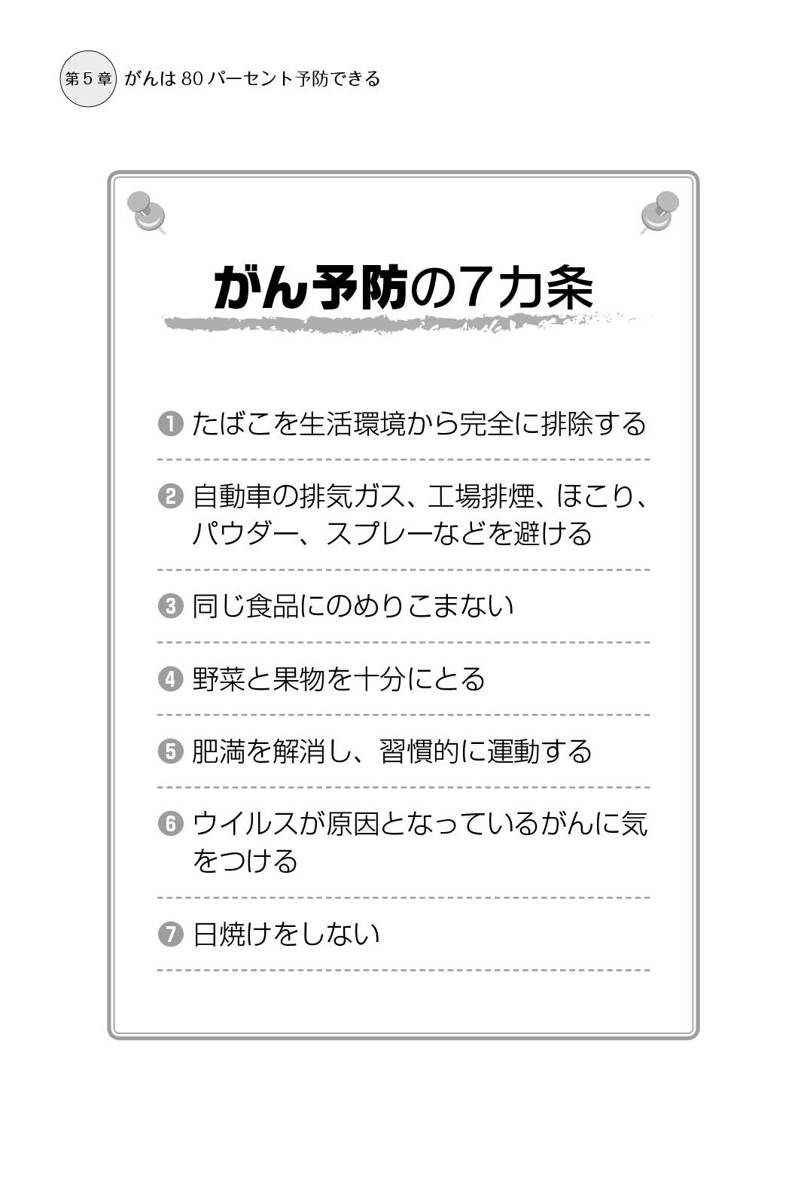 第5章 がんは 80 パーセント予防できる
がん予防の7カ条
❶ たばこを生活環境から完全に排除する
❷ 自動車の排気ガス、工場排煙、ほこり、
パウダー、スプレーなどを避ける
❸ 同じ食品にのめりこまない
❹ 野菜と果物を十分にとる
❺ 肥満を解消し、習慣的に運動する
❻ ウイルスが原因となっているがんに気
をつける
❼ 日焼けをしない